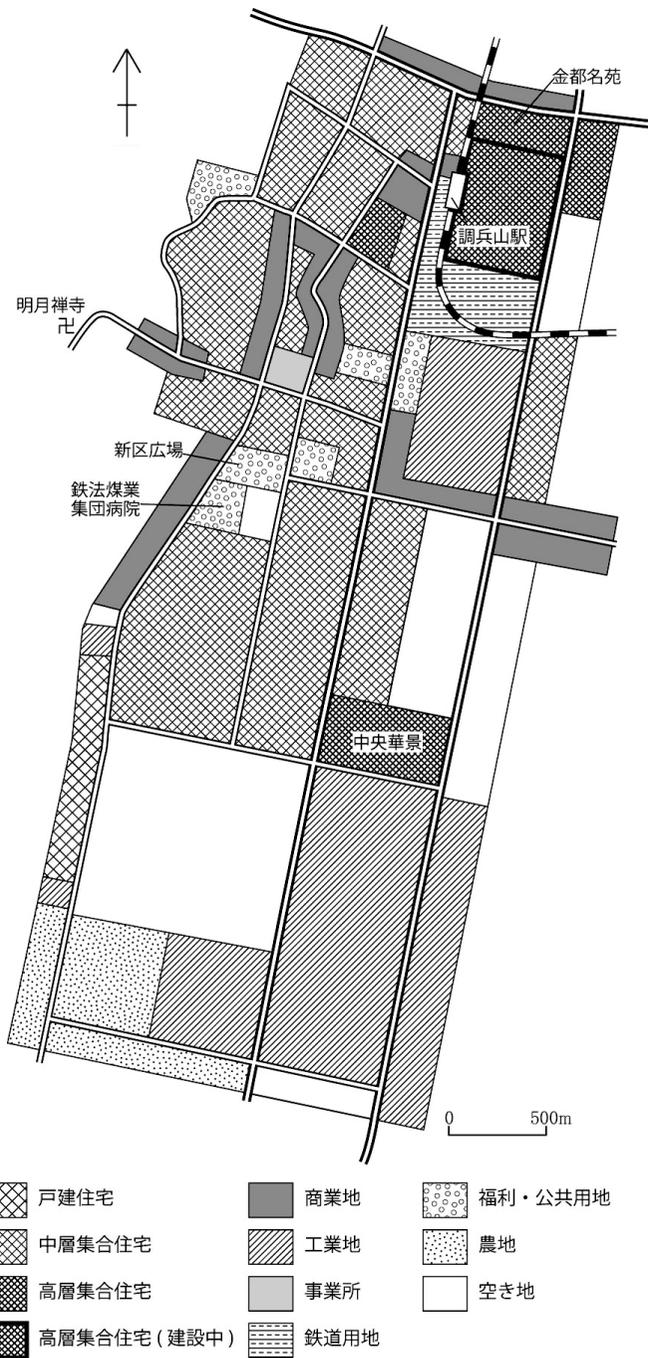 金都名苑
調兵山駅
明月禅寺
卍
新区広場
鉄法煤業
集団病院
中央華景
0 500m
戸建住宅
中層集合住宅
高層集合住宅
高層集合住宅(建設中)
商業地
工業地
事業所
鉄道用地
福利・公共用地
農地
空き地